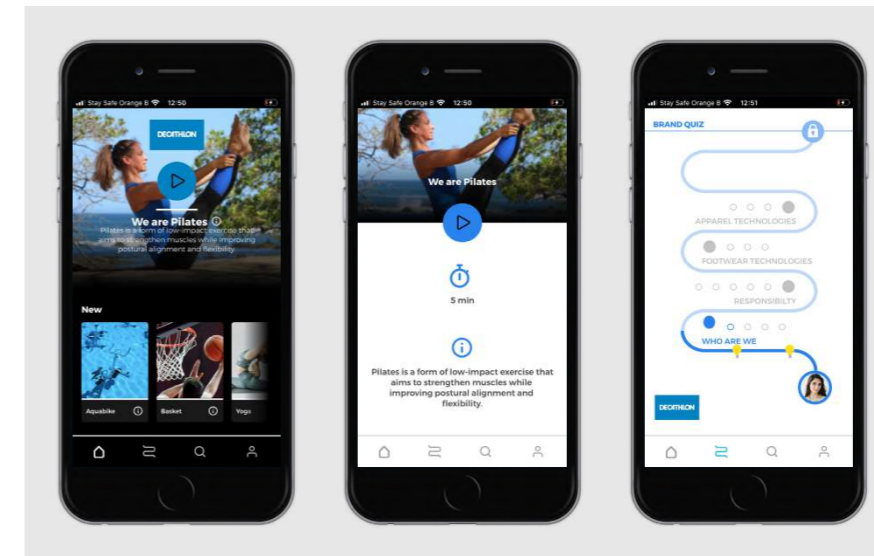 Stay Safe Orange B 12:50
DECITHLON
We are Pilates
Pilates is a form of low-impact exercise that
aims to strengthen muscles while improving
postural alignment and flexibility.
New
Aquabike
Basket
Yoga
Stay Safe Orange B 12:50
We are Pilates
5 min
Pilates is a form of low-impact exercise that
aims to strengthen muscles while
improving postural alignment and
flexibility.
Stay Safe Orange B 12:51
BRAND QUIZ
APPAREL TECHNOLOGIES
FOOTWEAR TECHNOLOGIES
RESPONSIBILTY
WHO ARE WE
DECITHLON